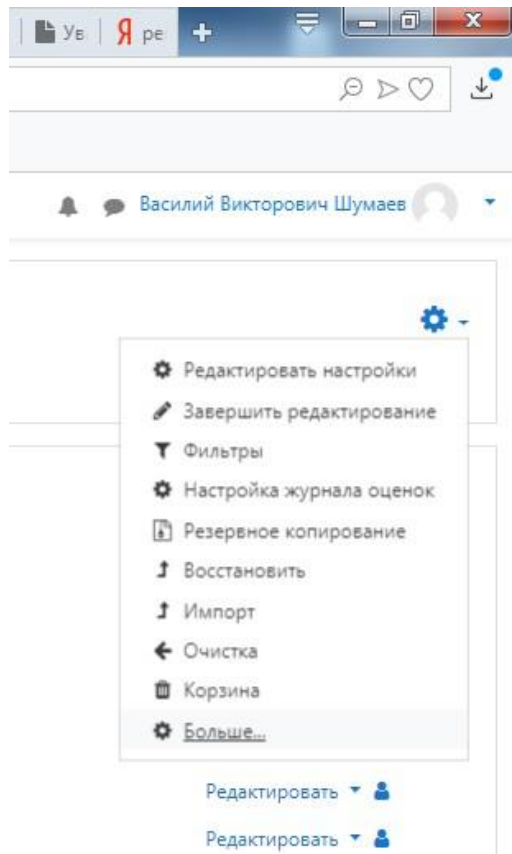 Ув Я ре
Василий Викторович Шумаев
Редактировать настройки
Завершить редактирование
Фильтры
Настройка журнала оценок
Резервное копирование
Восстановить
Импорт
Очистка
Корзина
Больше...
Редактировать
Редактировать